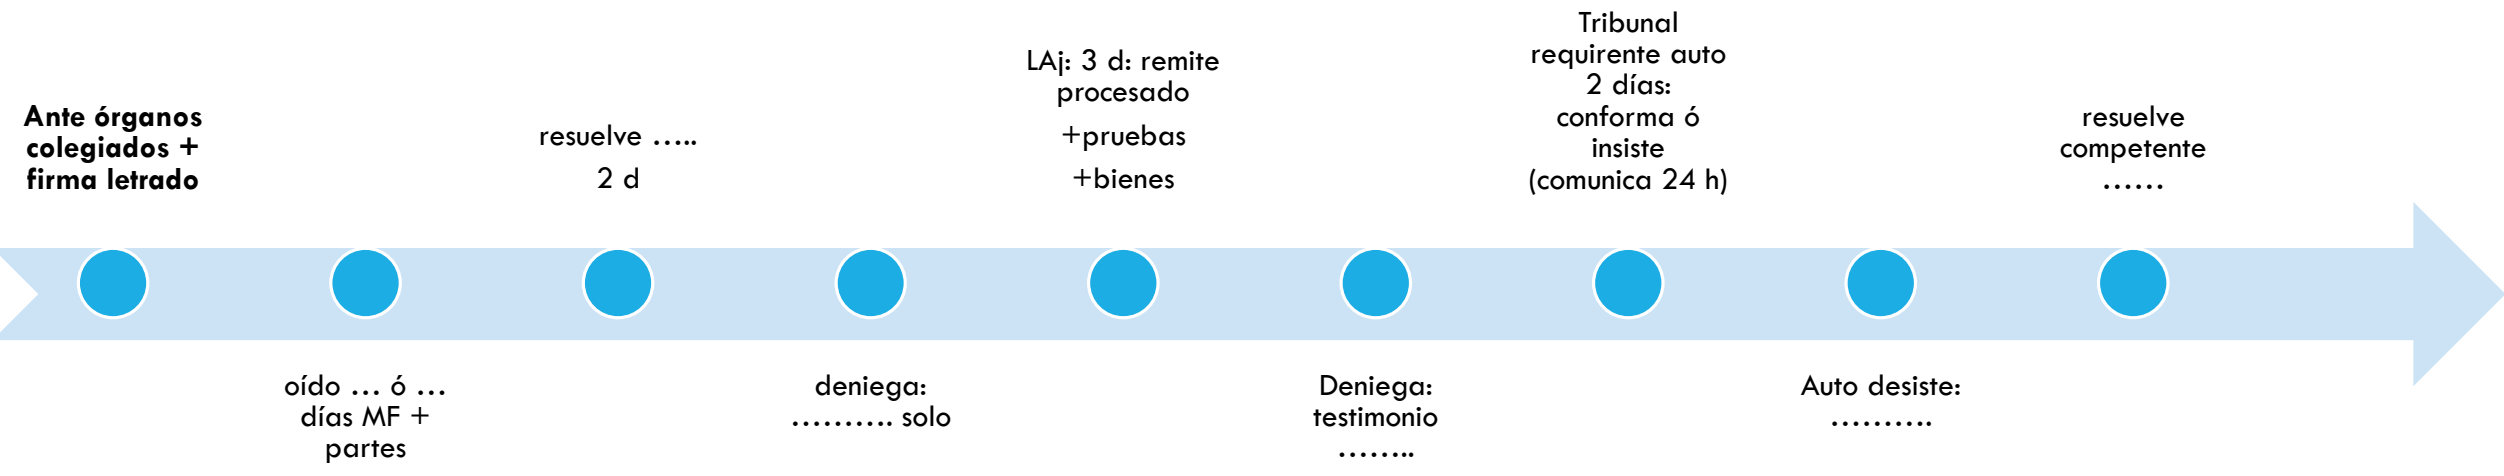 Ante órganos
colegiados +
firma letrado
oído ... ó ...
días MF +
partes
resuelve .....
2 d
deniega:
.......... solo
LAj: 3 d: remite
procesado
+pruebas
+bienes
Deniega:
testimonio
........
Tribunal
requirente auto
2 días:
conforma ó
insiste
(comunica 24 h)
Auto desiste:
..........
resuelve
competente
......